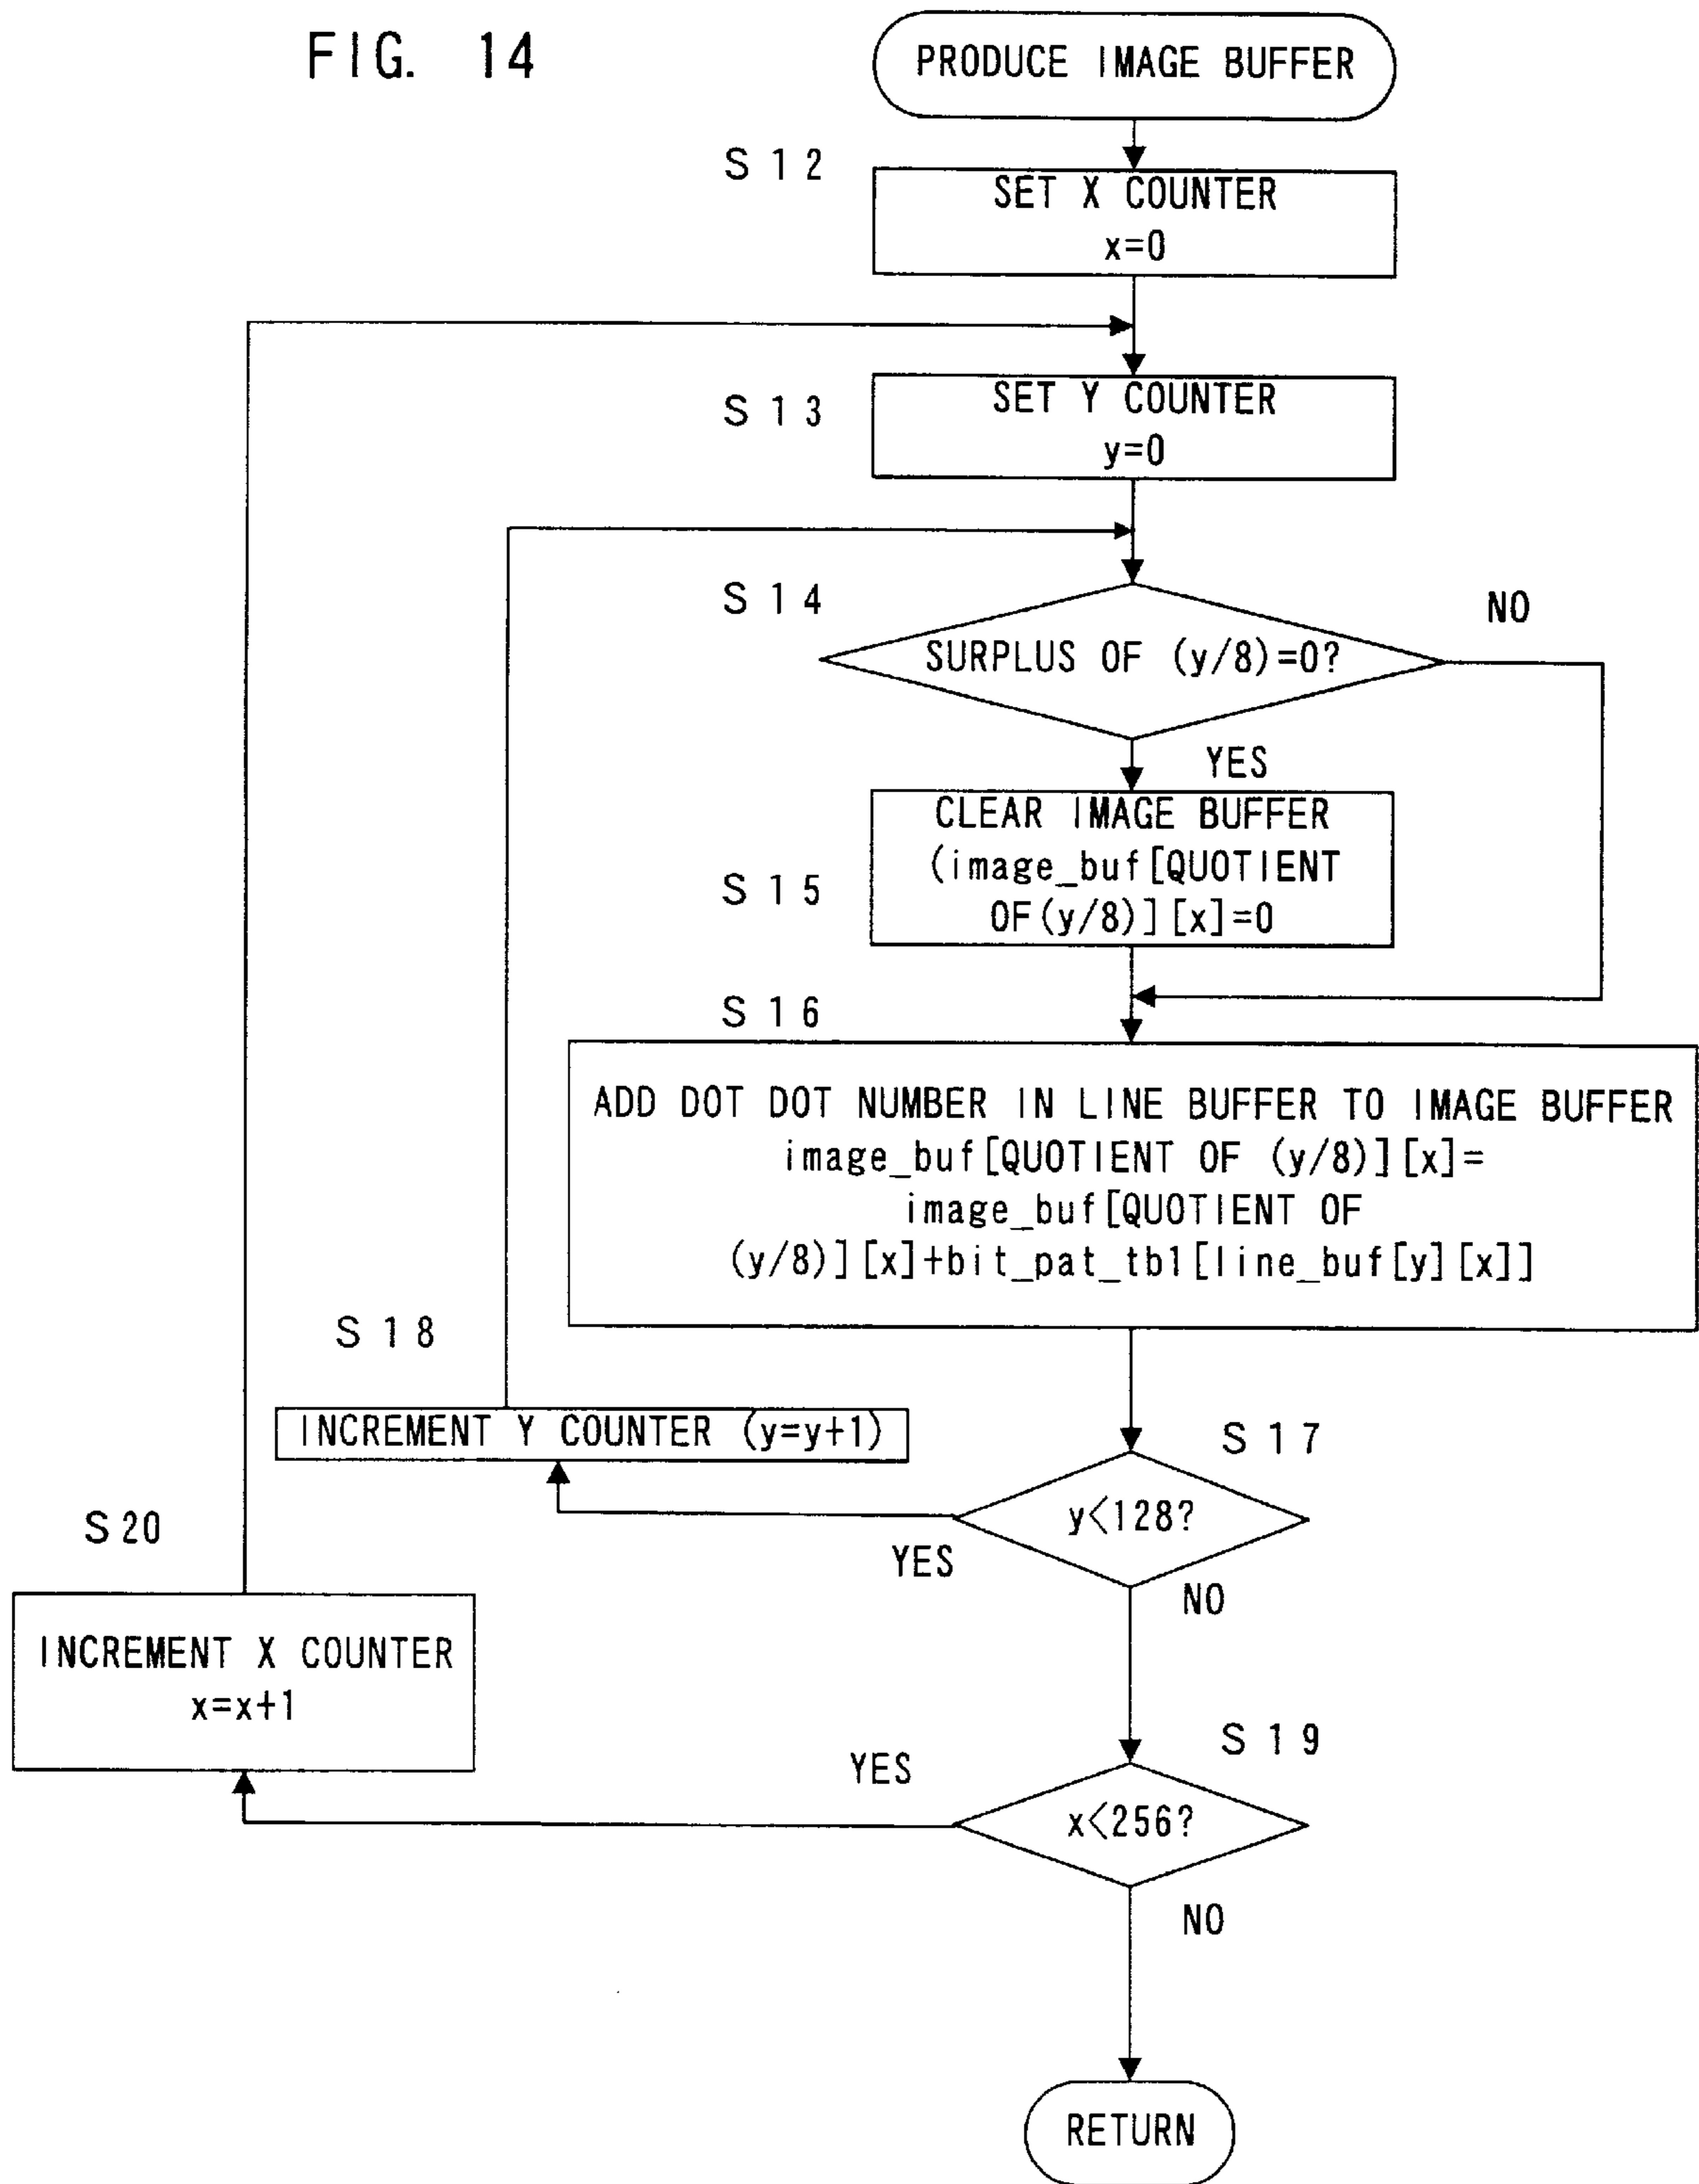 FIG. 14
PRODUCE IMAGE BUFFER
S12
SET X COUNTER
x=0
S13
SET Y COUNTER
y=0
S14
NO
SURPLUS OF (y/8)=0?
YES
S15
CLEAR IMAGE BUFFER
(image_buf[QUOTIENT
OF(y/8)][x]=0
S16
ADD DOT DOT NUMBER IN LINE BUFFER TO IMAGE BUFFER
image_buf[QUOTIENT OF (y/8)][x]=
image_buf[QUOTIENT OF
(y/8)][x]+bit_pat_tb1[line_buf[y][x]]
S18
INCREMENT Y COUNTER (y=y+1)
S17
y<128?
YES
NO
S20
INCREMENT X COUNTER
x=x+1
S19
YES
x<256?
NO
RETURN